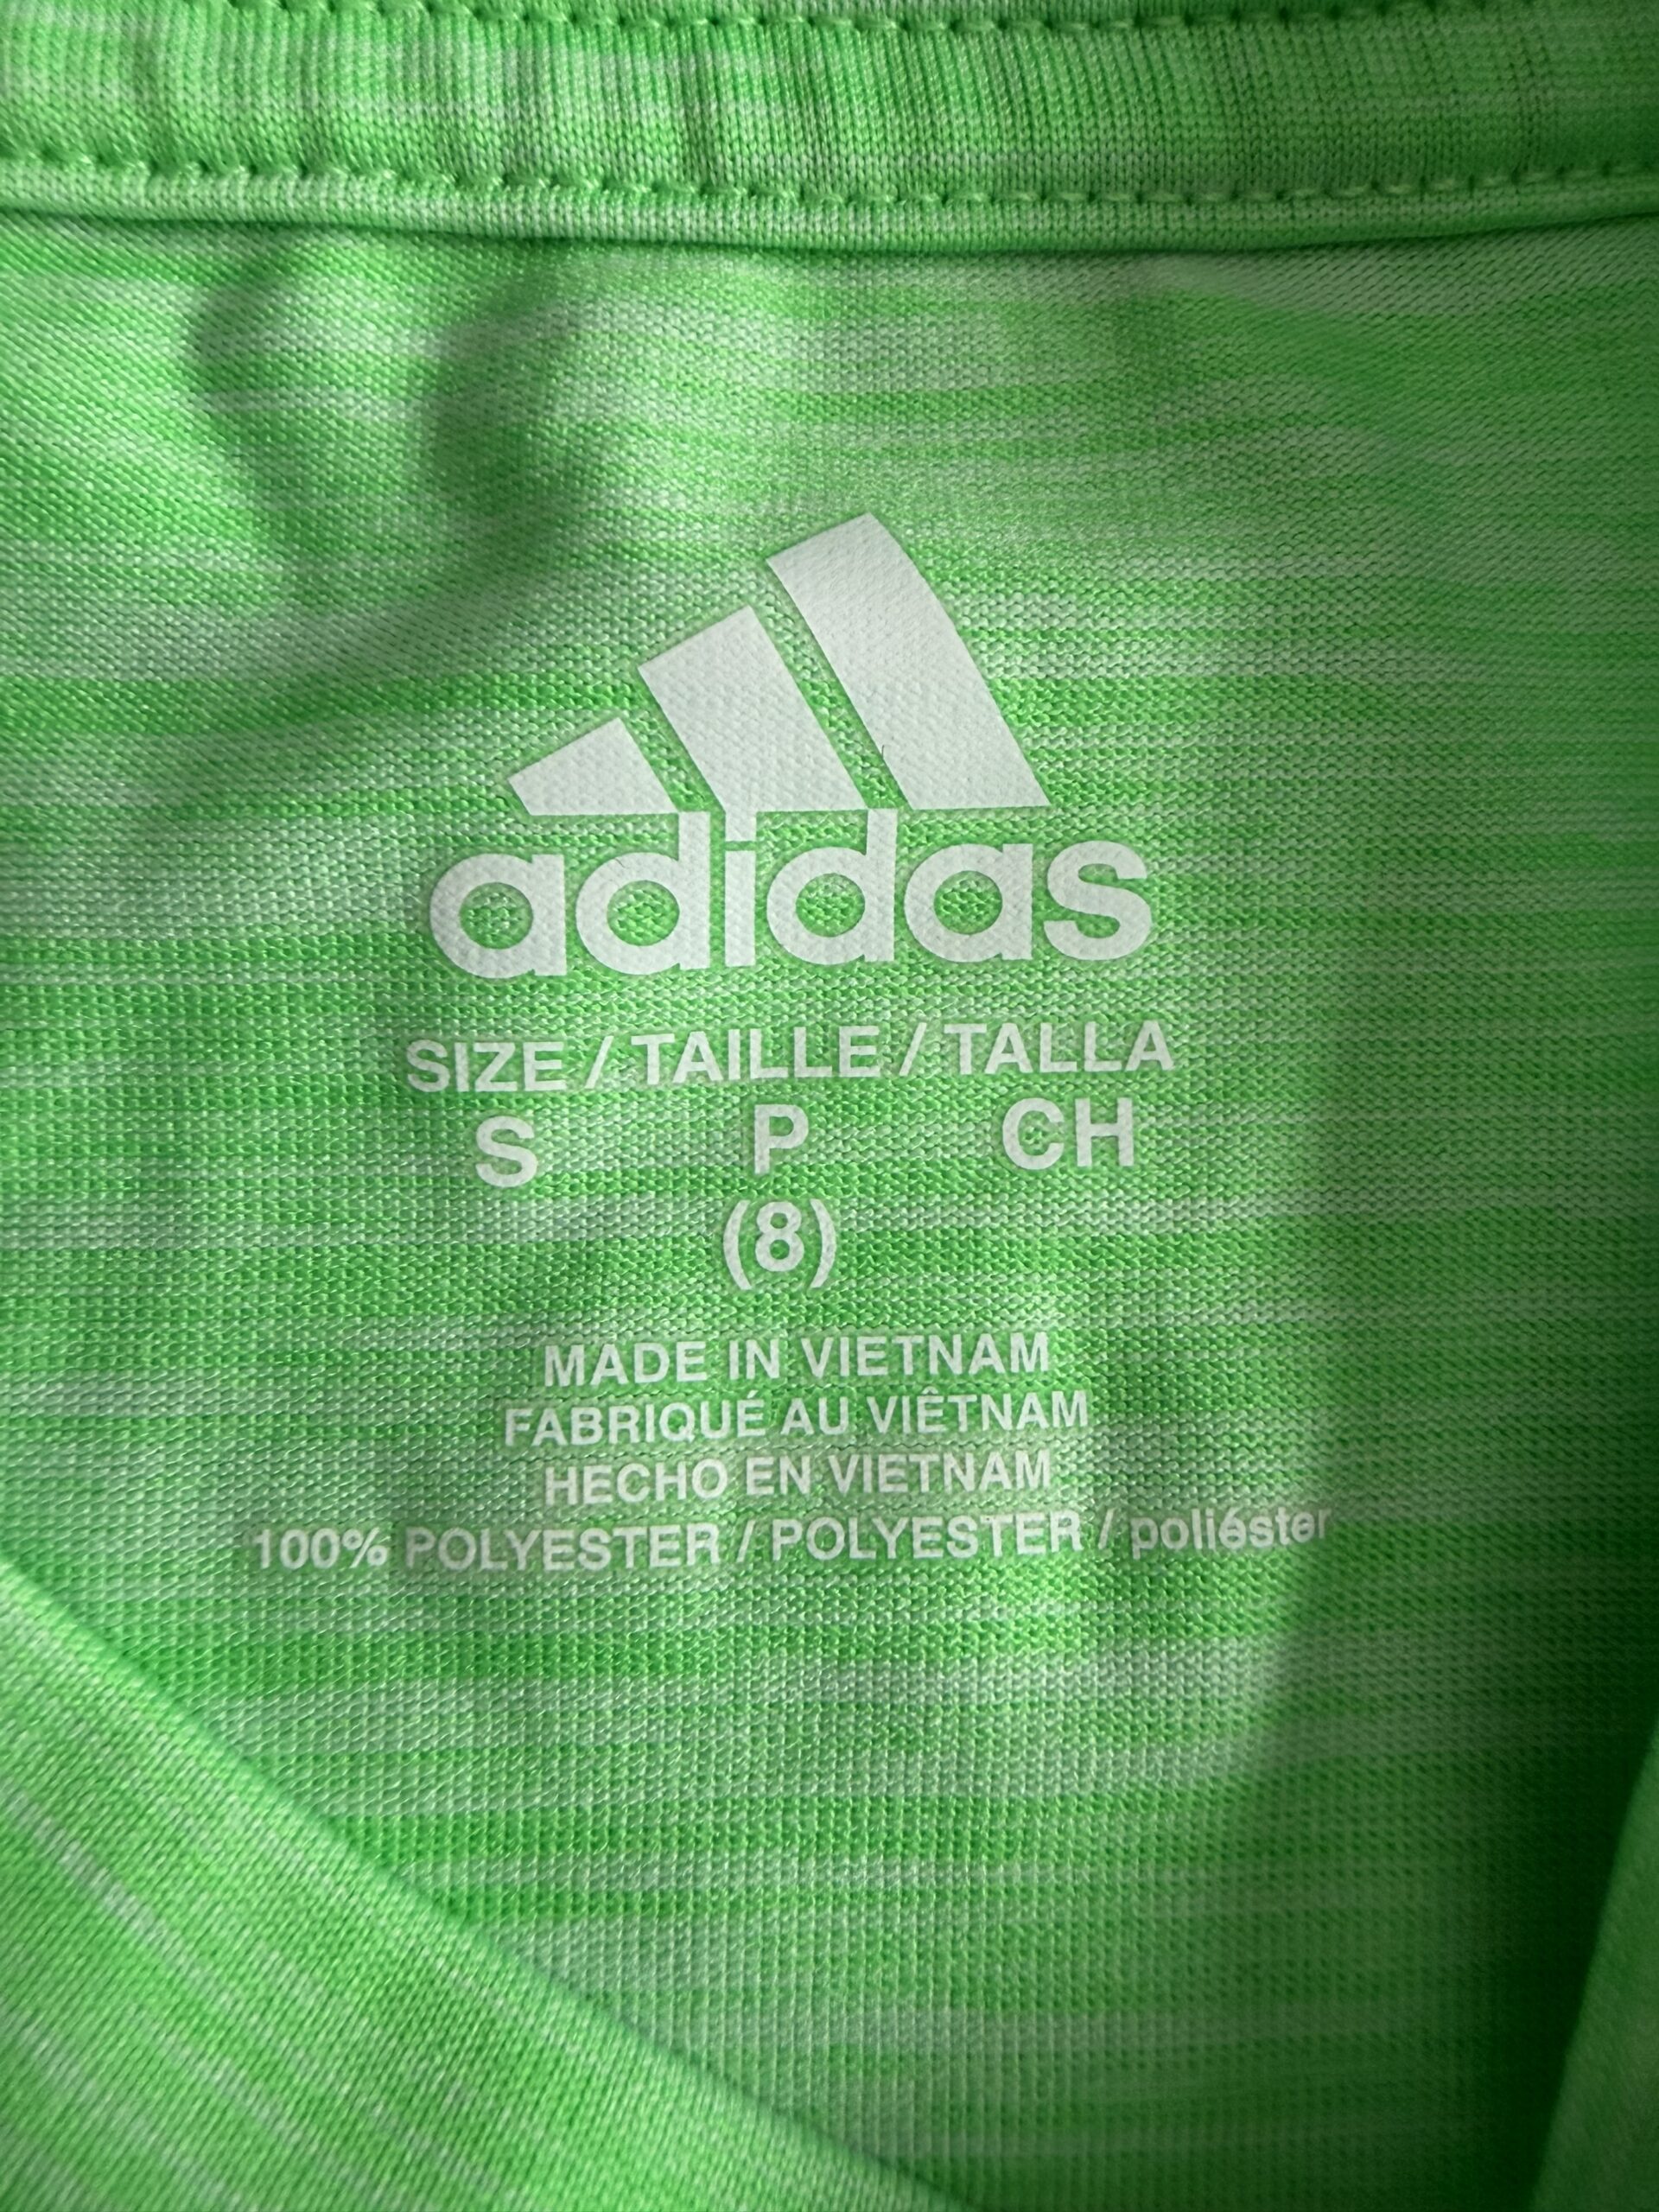 adidas
SIZE / TAILLE / TALLA
S P CH
(8)
MADE IN VIETNAM
FABRIQUÉ AU VIÊTNAM
HECHO EN VIETNAM
100% POLYESTER / POLYESTER / poliéster